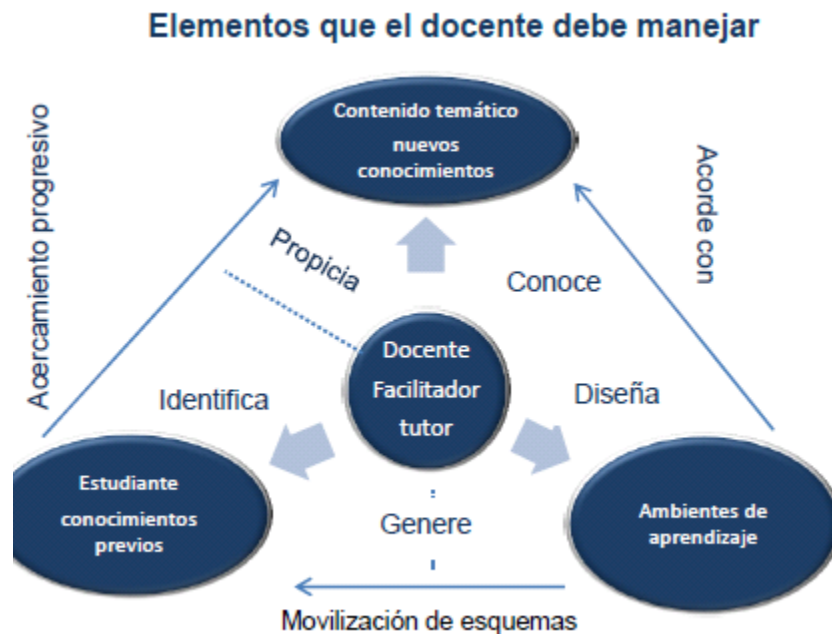 Elementos que el docente debe manejar
Contenido temático
nuevos
conocimientos
Acercamiento progresivo
Acorde con
Propicia
Conoce
Docente
Facilitador
tutor
Identifica
Diseña
Estudiante
conocimientos
previos
Genere
Ambientes de
aprendizaje
Movilización de esquemas